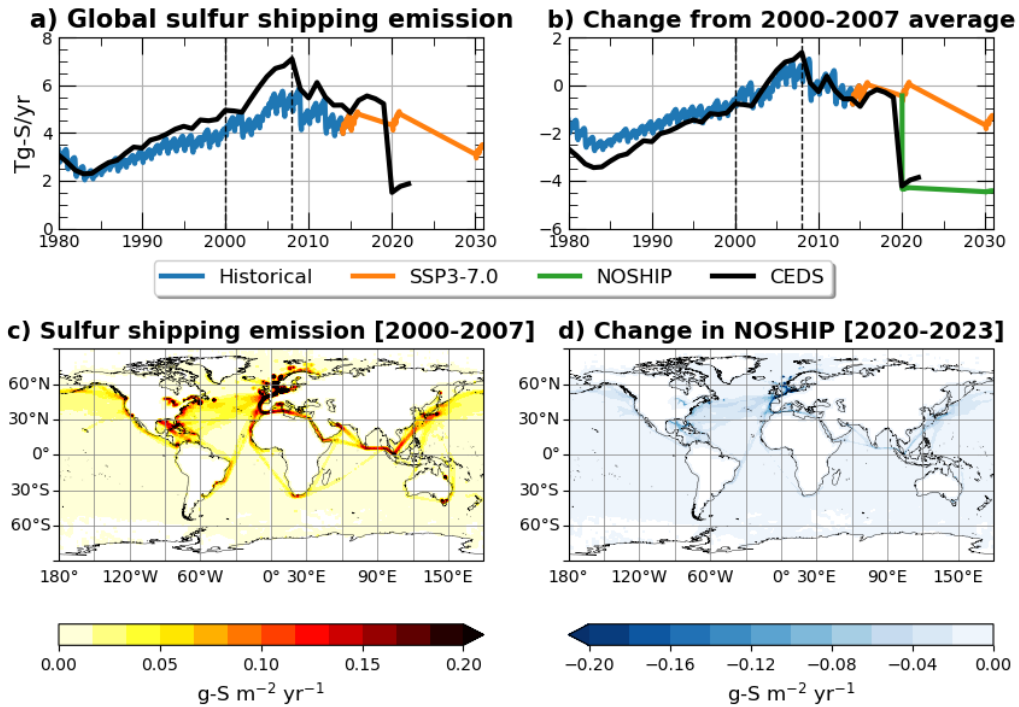 a) Global sulfur shipping emission
b) Change from 2000-2007 average
Tg-S/yr
8
6
4
2
0
1980 1990 2000 2010 2020 2030
2
0
−2
−4
−6
1980 1990 2000 2010 2020 2030
Historical SSP3-7.0 NOSHIP CEDS
c) Sulfur shipping emission [2000-2007]
d) Change in NOSHIP [2020-2023]
60°N
30°N
0°
30°S
60°S
180° 120°W 60°W 0° 30°E 90°E 150°E
60°N
30°N
0°
30°S
60°S
180° 120°W 60°W 0° 30°E 90°E 150°E
0.00 0.05 0.10 0.15 0.20
g-S m⁻² yr⁻¹
−0.20 −0.16 −0.12 −0.08 −0.04 0.00
g-S m⁻² yr⁻¹